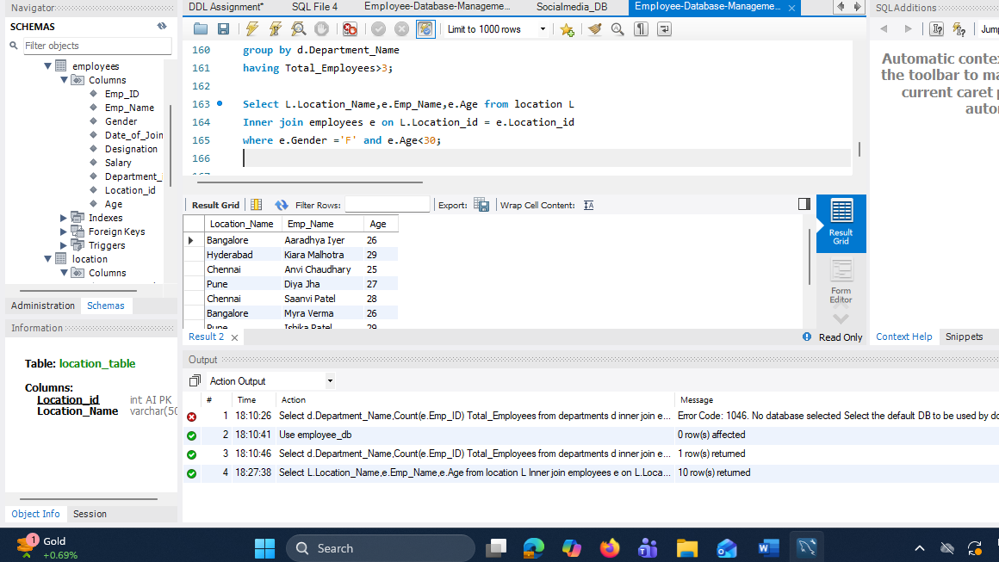 Navigator
SCHEMAS
Filter objects
employees
Columns
Emp_ID
Emp_Name
Gender
Date_of_Join
Designation
Salary
Department_
Location_id
Age
Indexes
Foreign Keys
Triggers
location
Columns
Administration Schemas
Information
Table: location_table
Columns:
Location_id int AI PK
Location_Name varchar(50
Object Info Session
DDL Assignment* SQL File 4 Employee-Database-Manageme... Socialmedia_DB Employee-Database-Manageme...
Limit to 1000 rows
160 group by d.Department_Name
161 having Total_Employees>3;
162
163 Select L.Location_Name,e.Emp_Name,e.Age from location L
164 Inner join employees e on L.Location_id = e.Location_id
165 where e.Gender ='F' and e.Age<30;
166
Result Grid Filter Rows: Export: Wrap Cell Content:
Location_Name Emp_Name Age
Bangalore Aaradhya Iyer 26
Hyderabad Kiara Malhotra 29
Chennai Anvi Chaudhary 25
Pune Diya Jha 27
Chennai Saanvi Patel 28
Bangalore Myra Verma 26
Pune Ishika Patel 29
Result Grid
Form Editor
Result 2
Read Only
Output
Action Output
# Time Action Message
1 18:10:26 Select d.Department_Name,Count(e.Emp_ID) Total_Employees from departments d inner join e... Error Code: 1046. No database selected Select the default DB to be used by do
2 18:10:41 Use employee_db 0 row(s) affected
3 18:10:46 Select d.Department_Name,Count(e.Emp_ID) Total_Employees from departments d inner join e... 1 row(s) returned
4 18:27:38 Select L.Location_Name,e.Emp_Name,e.Age from location L Inner join employees e on L.Loca... 10 row(s) returned
SQLAdditions
Jump
Automatic contex
the toolbar to ma
current caret p
auto
Context Help Snippets
1
Gold
+0.69%
Search